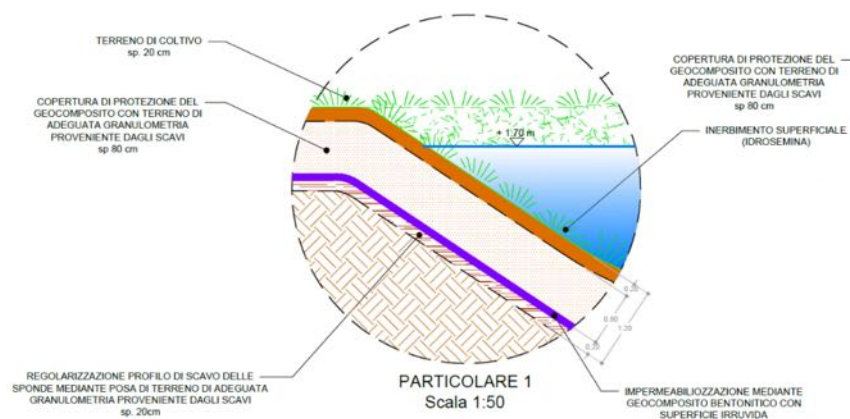 TERRENO DI COLTIVO
sp. 20 cm
COPERTURA DI PROTEZIONE DEL
GEOCOMPOSITO CON TERRENO DI
ADEGUATA GRANULOMETRIA
PROVENIENTE DAGLI SCAVI
sp 80 cm
COPERTURA DI PROTEZIONE DEL
GEOCOMPOSITO CON TERRENO DI
ADEGUATA GRANULOMETRIA
PROVENIENTE DAGLI SCAVI
sp 80 cm
+ 1,70 m
INERBIMENTO SUPERFICIALE
(IDROSEMINA)
0.20
0.80
1.20
0.20
REGOLARIZZAZIONE PROFILO DI SCAVO DELLE
SPONDE MEDIANTE POSA DI TERRENO DI ADEGUATA
GRANULOMETRIA PROVENIENTE DAGLI SCAVI
sp. 20cm
PARTICOLARE 1
Scala 1:50
IMPERMEABILIOZZAZIONE MEDIANTE
GEOCOMPOSITO BENTONITICO CON
SUPERFICIE IRRUVIDA